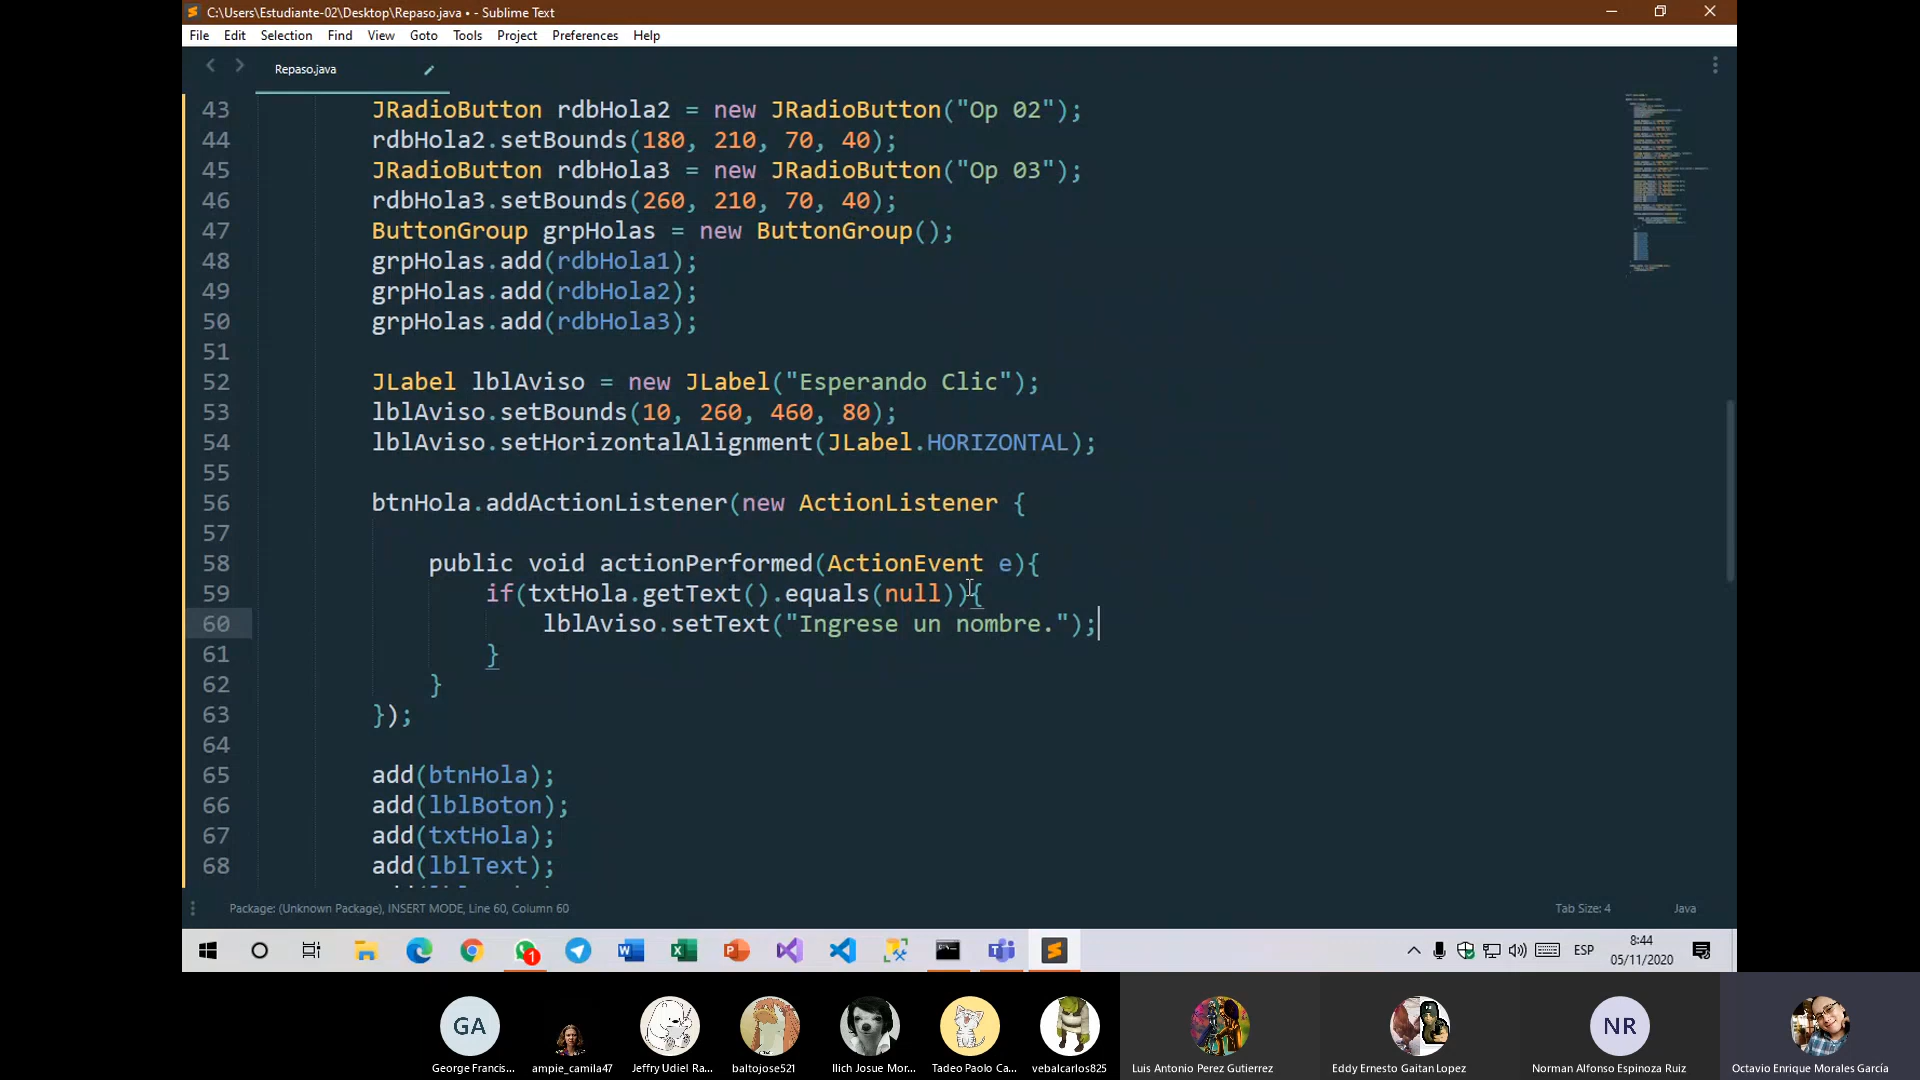 C:\Users\Estudiante-02\Desktop\Repaso.java • - Sublime Text
File Edit Selection Find View Goto Tools Project Preferences Help
Repaso.java
43 JRadioButton rdbHola2 = new JRadioButton("Op 02");
44 rdbHola2.setBounds(180, 210, 70, 40);
45 JRadioButton rdbHola3 = new JRadioButton("Op 03");
46 rdbHola3.setBounds(260, 210, 70, 40);
47 ButtonGroup grpHolas = new ButtonGroup();
48 grpHolas.add(rdbHola1);
49 grpHolas.add(rdbHola2);
50 grpHolas.add(rdbHola3);
51
52 JLabel lblAviso = new JLabel("Esperando Clic");
53 lblAviso.setBounds(10, 260, 460, 80);
54 lblAviso.setHorizontalAlignment(JLabel.HORIZONTAL);
55
56 btnHola.addActionListener(new ActionListener {
57
58 public void actionPerformed(ActionEvent e){
59 if(txtHola.getText().equals(null)){
60 lblAviso.setText("Ingrese un nombre.");
61 }
62 }
63 });
64
65 add(btnHola);
66 add(lblBoton);
67 add(txtHola);
68 add(lblText);
Package: (Unknown Package), INSERT MODE, Line 60, Column 60 Tab Size: 4 Java
1 ESP 8:44
05/11/2020
GA NR
George Francis... ampie_camila47 Jeffry Udiel Ra... baltojose521 Ilich Josue Mor... Tadeo Paolo Ca... vebalcarlos825 Luis Antonio Perez Gutierrez Eddy Ernesto Gaitan Lopez Norman Alfonso Espinoza Ruiz Octavio Enrique Morales García